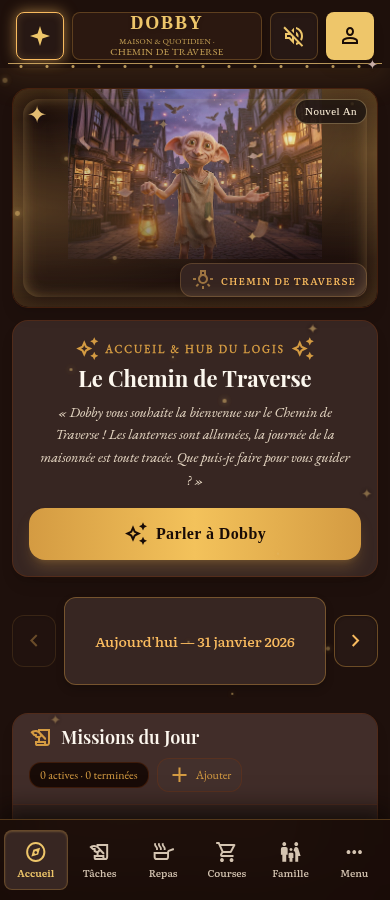 DOBBY
MAISON & QUOTIDIEN ·
CHEMIN DE TRAVERSE
Nouvel An
CHEMIN DE TRAVERSE
ACCUEIL & HUB DU LOGIS
Le Chemin de Traverse
« Dobby vous souhaite la bienvenue sur le Chemin de
Traverse ! Les lanternes sont allumées, la journée de la
maisonnée est toute tracée. Que puis-je faire pour vous guider
? »
Parler à Dobby
Aujourd'hui — 31 janvier 2026
Missions du Jour
0 actives · 0 terminées
Ajouter
Accueil
Tâches
Repas
Courses
Famille
Menu